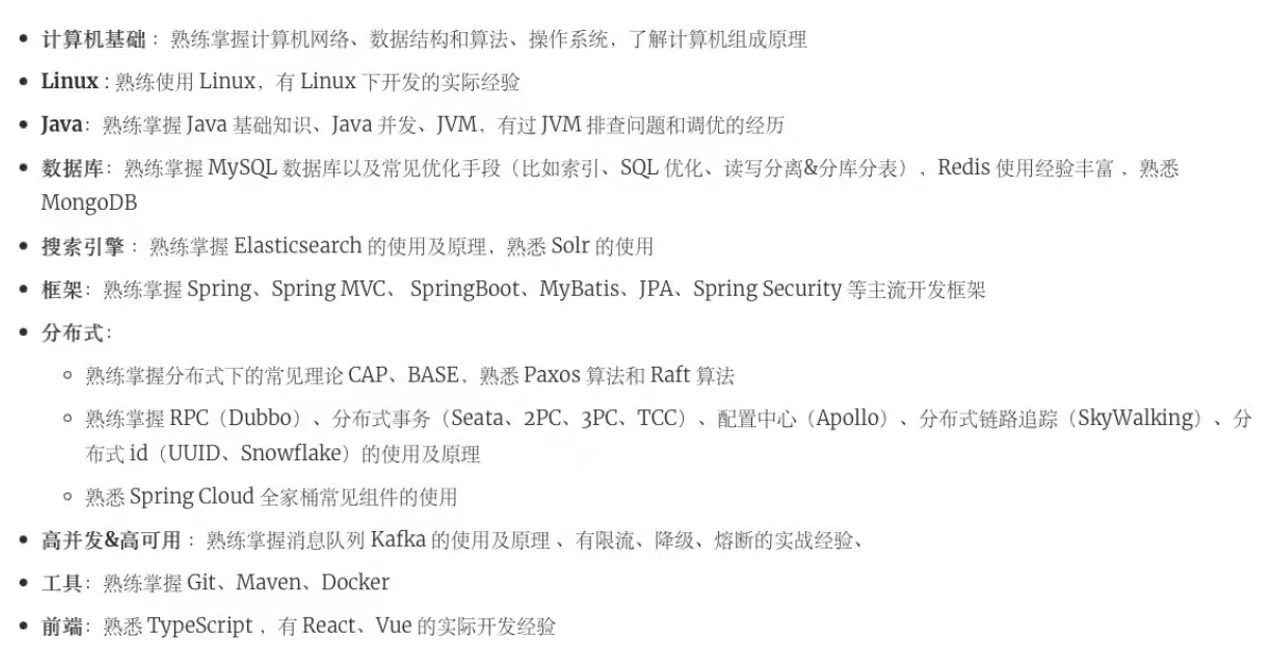 • 计算机基础： 熟练掌握计算机网络、数据结构和算法、操作系统，了解计算机组成原理
• Linux : 熟练使用 Linux，有 Linux 下开发的实际经验
• Java：熟练掌握 Java 基础知识、Java 并发、JVM，有过 JVM 排查问题和调优的经历
• 数据库：熟练掌握 MySQL 数据库以及常见优化手段（比如索引、SQL 优化、读写分离&分库分表），Redis 使用经验丰富 ，熟悉
MongoDB
• 搜索引擎 ：熟练掌握 Elasticsearch 的使用及原理，熟悉 Solr 的使用
• 框架：熟练掌握 Spring、Spring MVC、 SpringBoot、MyBatis、JPA、Spring Security 等主流开发框架
• 分布式：
◦ 熟练掌握分布式下的常见理论 CAP、BASE，熟悉 Paxos 算法和 Raft 算法
◦ 熟练掌握 RPC（Dubbo）、分布式事务（Seata、2PC、3PC、TCC）、配置中心（Apollo）、分布式链路追踪（SkyWalking）、分
布式 id（UUID、Snowflake）的使用及原理
◦ 熟悉 Spring Cloud 全家桶常见组件的使用
• 高并发&高可用 ：熟练掌握消息队列 Kafka 的使用及原理 、有限流、降级、熔断的实战经验、
• 工具：熟练掌握 Git、Maven、Docker
• 前端：熟悉 TypeScript ，有 React、Vue 的实际开发经验